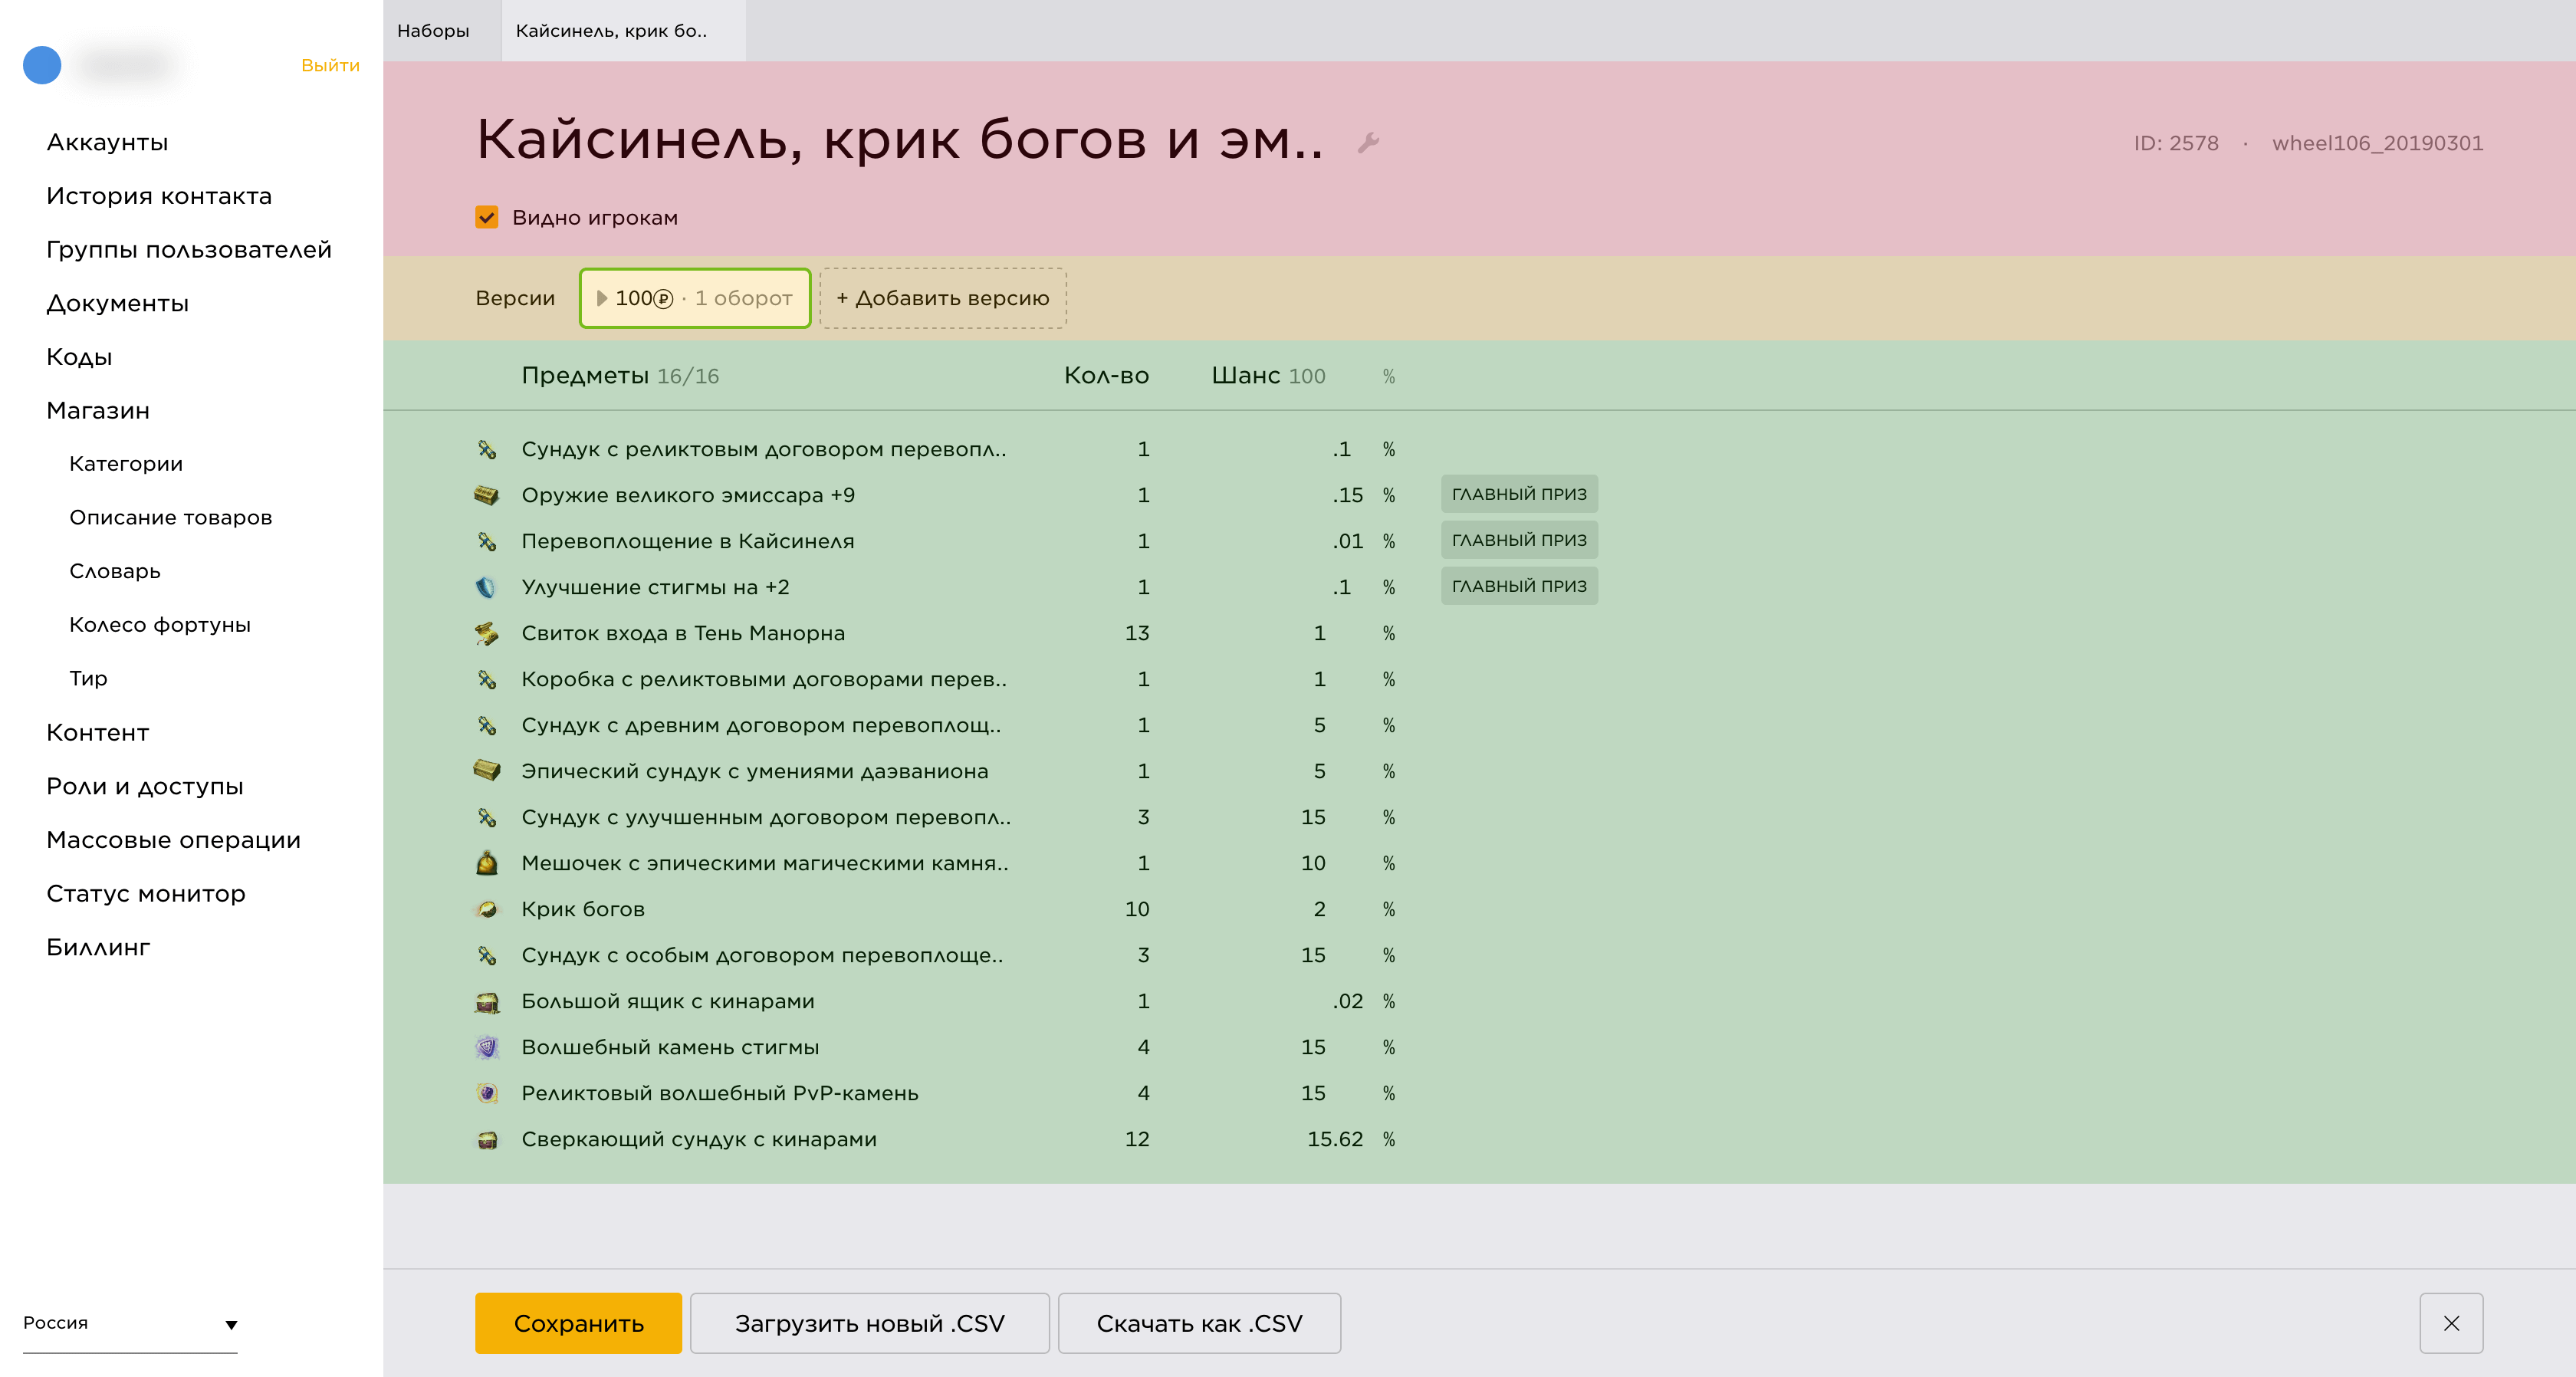 Выйти
Аккаунты
История контакта
Группы пользователей
Документы
Коды
Магазин
Категории
Описание товаров
Словарь
Колесо фортуны
Тир
Контент
Роли и доступы
Массовые операции
Статус монитор
Биллинг
Россия
Наборы
Кайсинель, крик бо..
Кайсинель, крик богов и эм..
ID: 2578 · wheel106_20190301
Видно игрокам
Версии 100₽ · 1 оборот + Добавить версию
Предметы 16/16 Кол-во Шанс 100 %
Сундук с реликтовым договором перевопл.. 1 .1 %
Оружие великого эмиссара +9 1 .15 % ГЛАВНЫЙ ПРИЗ
Перевоплощение в Кайсинеля 1 .01 % ГЛАВНЫЙ ПРИЗ
Улучшение стигмы на +2 1 .1 % ГЛАВНЫЙ ПРИЗ
Свиток входа в Тень Манорна 13 1 %
Коробка с реликтовыми договорами перев.. 1 1 %
Сундук с древним договором перевоплощ.. 1 5 %
Эпический сундук с умениями даэваниона 1 5 %
Сундук с улучшенным договором перевопл.. 3 15 %
Мешочек с эпическими магическими камня.. 1 10 %
Крик богов 10 2 %
Сундук с особым договором перевоплоще.. 3 15 %
Большой ящик с кинарами 1 .02 %
Волшебный камень стигмы 4 15 %
Реликтовый волшебный PvP-камень 4 15 %
Сверкающий сундук с кинарами 12 15.62 %
Сохранить
Загрузить новый .CSV
Скачать как .CSV